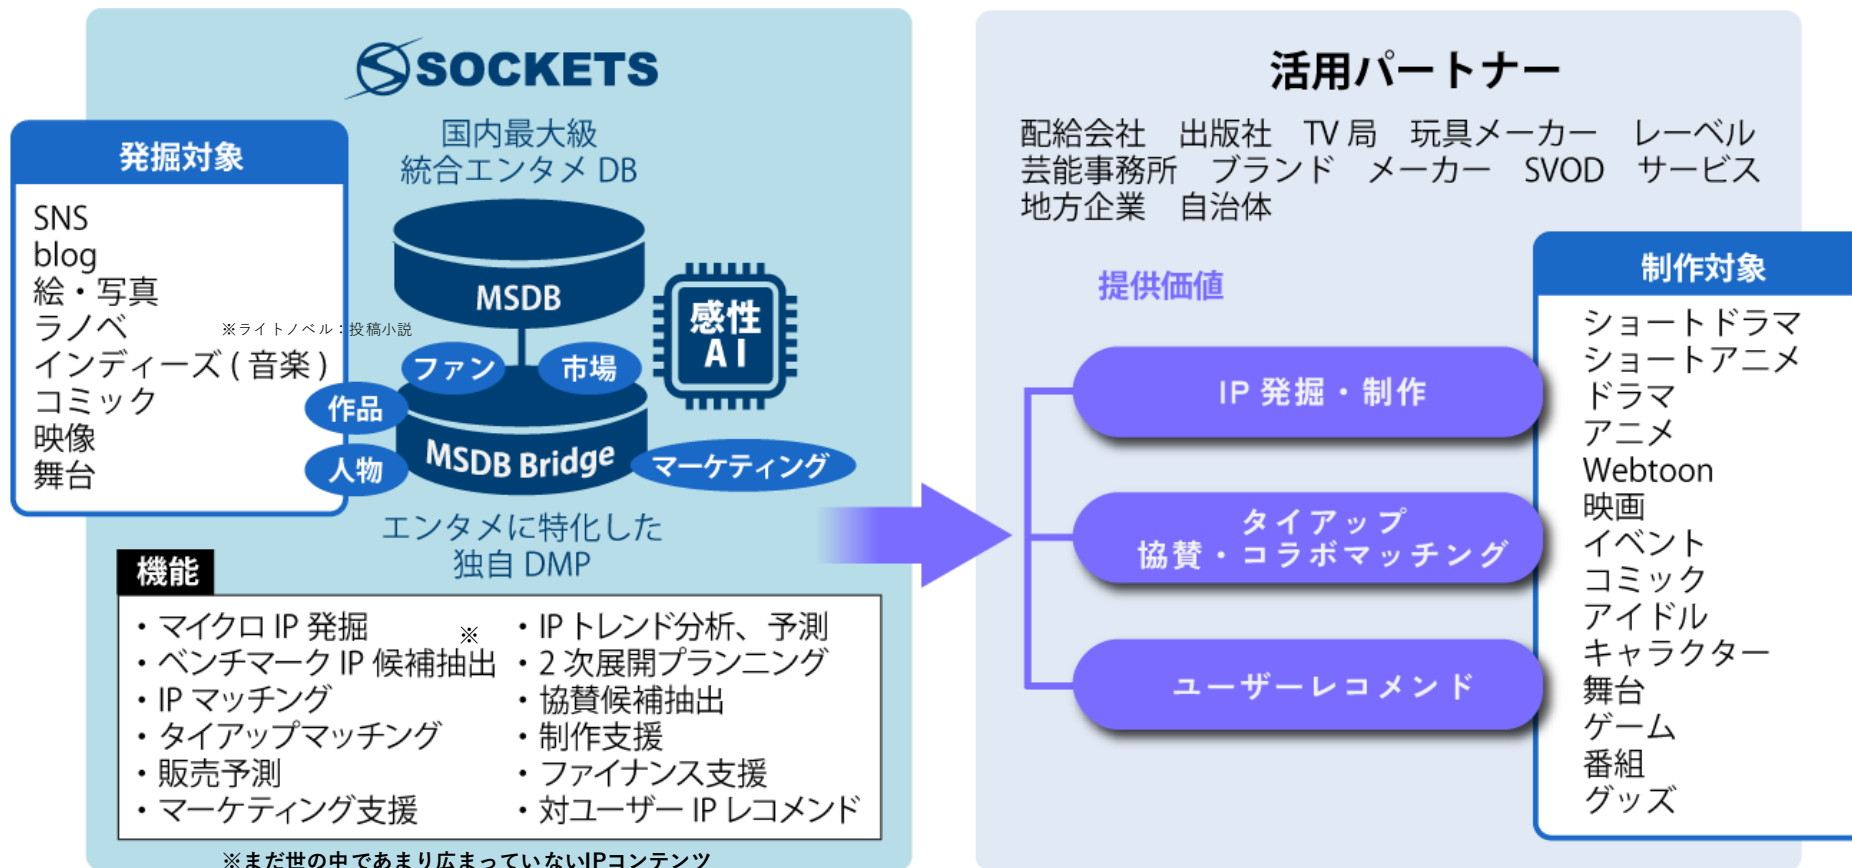 SOCKETS
国内最大級
統合エンタメ DB
発掘対象
SNS
blog
絵・写真
ラノベ ※ライトノベル：投稿小説
インディーズ ( 音楽 )
コミック
映像
舞台
MSDB
感性
AI
ファン
市場
作品
人物
MSDB Bridge
マーケティング
エンタメに特化した
独自 DMP
機能
・マイクロ IP 発掘 ※
・ベンチマーク IP 候補抽出
・IP マッチング
・タイアップマッチング
・販売予測
・マーケティング支援
・IP トレンド分析、予測
・2 次展開プランニング
・協賛候補抽出
・制作支援
・ファイナンス支援
・対ユーザー IP レコメンド
※まだ世の中であまり広まっていないIPコンテンツ
活用パートナー
配給会社 出版社 TV 局 玩具メーカー レーベル
芸能事務所 ブランド メーカー SVOD サービス
地方企業 自治体
提供価値
IP 発掘・制作
タイアップ
協賛・コラボマッチング
ユーザーレコメンド
制作対象
ショートドラマ
ショートアニメ
ドラマ
アニメ
Webtoon
映画
イベント
コミック
アイドル
キャラクター
舞台
ゲーム
番組
グッズ